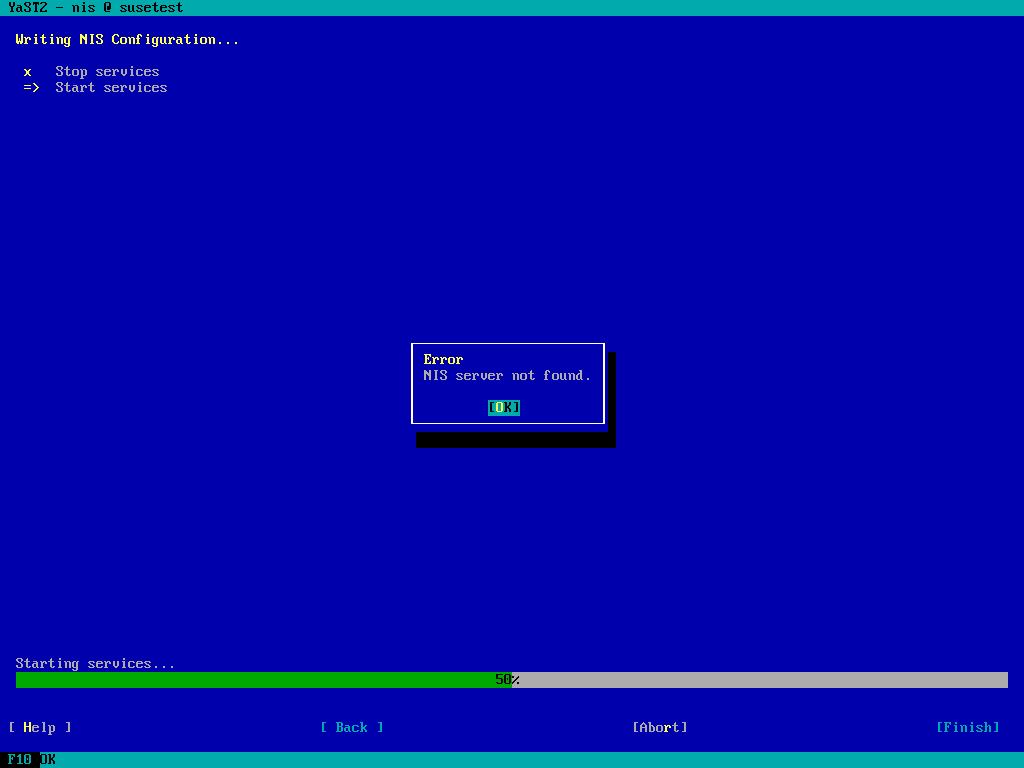 YaST2 - nis @ susetest
Writing NIS Configuration...
x Stop services
=> Start services
Error
NIS server not found.
[OK]
Starting services...
50%
[ Help ] [ Back ] [Abort] [Finish]
F10 OK